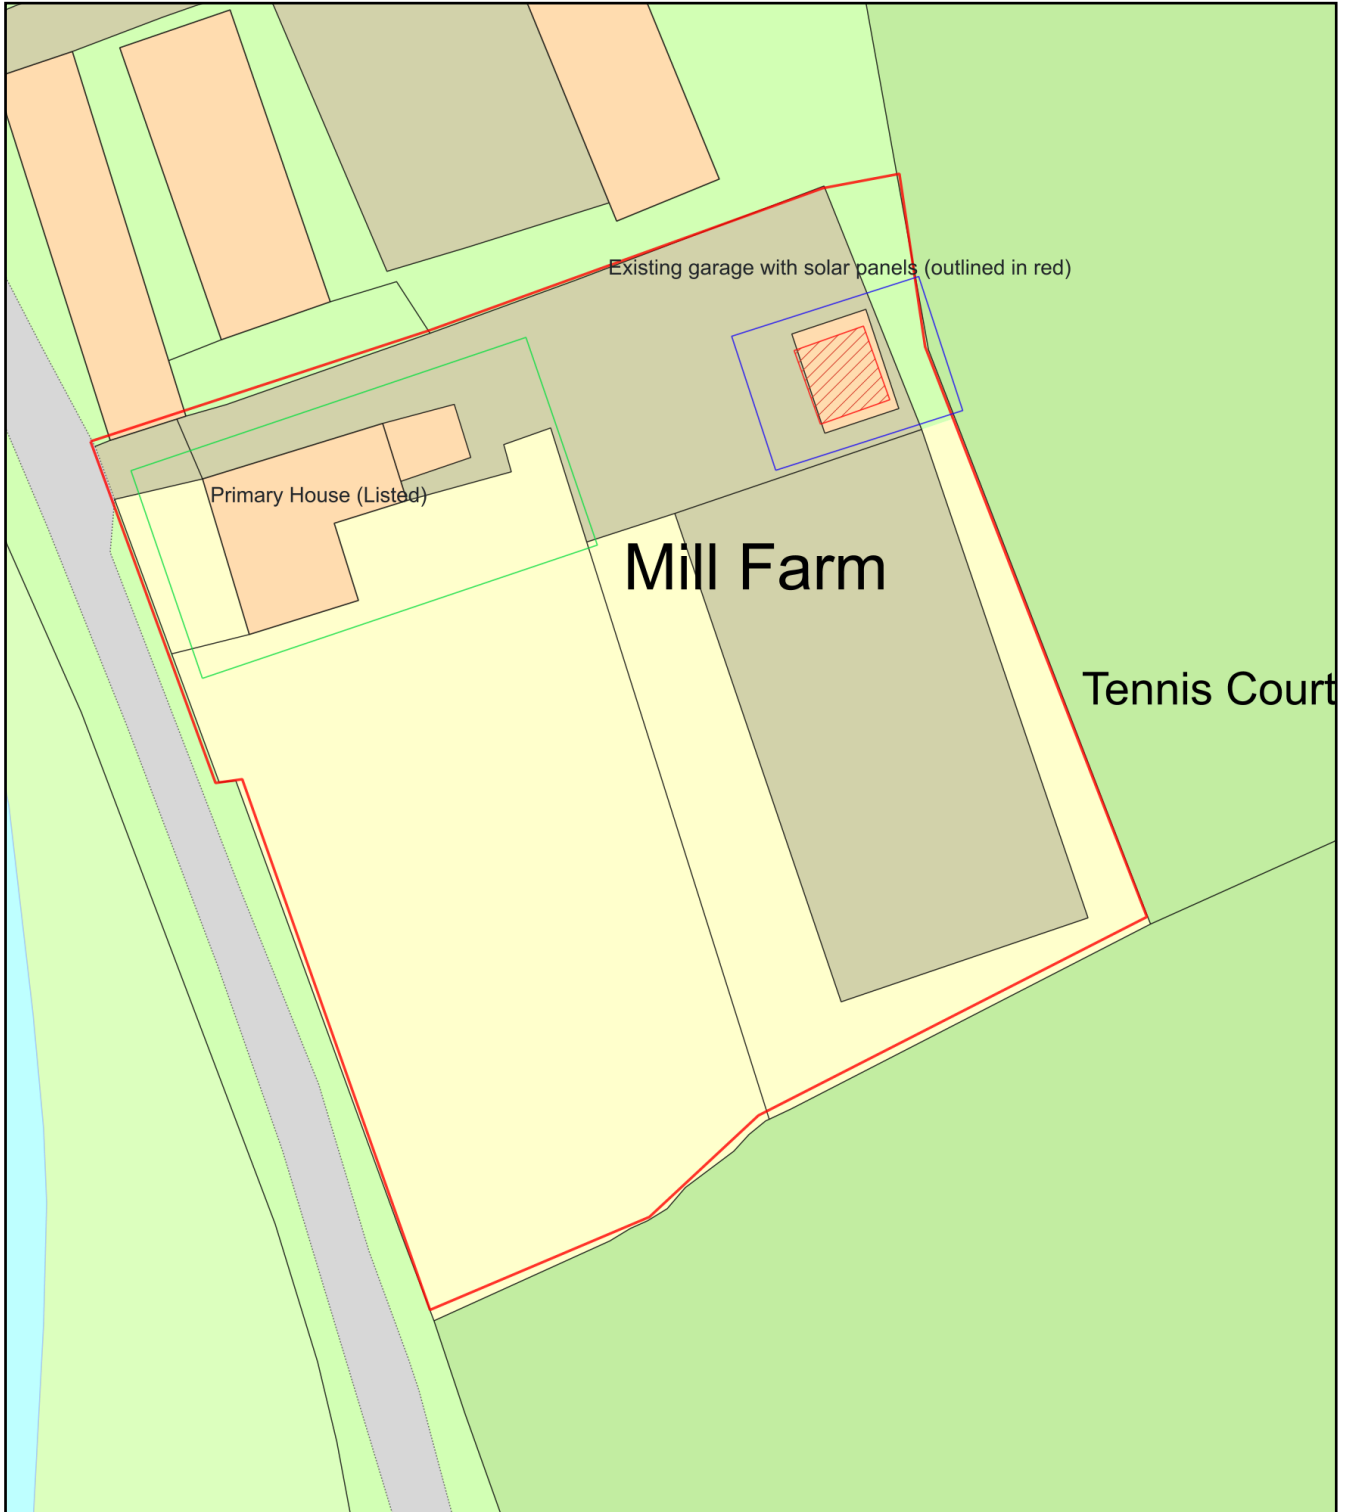 Existing garage with solar panels (outlined in red)
Primary House (Listed)
Mill Farm
Tennis Court